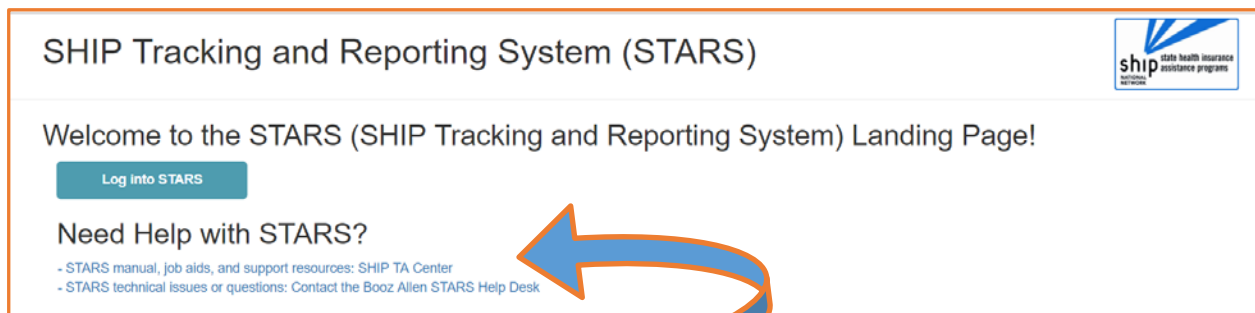 SHIP Tracking and Reporting System (STARS)
ship state health insurance
assistance programs
NATIONAL
NETWORK
Welcome to the STARS (SHIP Tracking and Reporting System) Landing Page!
Log into STARS
Need Help with STARS?
- STARS manual, job aids, and support resources: SHIP TA Center
- STARS technical issues or questions: Contact the Booz Allen STARS Help Desk